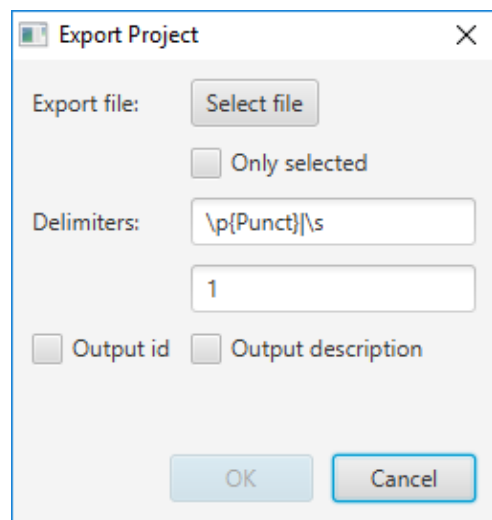 Export Project
Export file: Select file
Only selected
Delimiters: \p{Punct}|\s
1
Output id Output description
OK Cancel